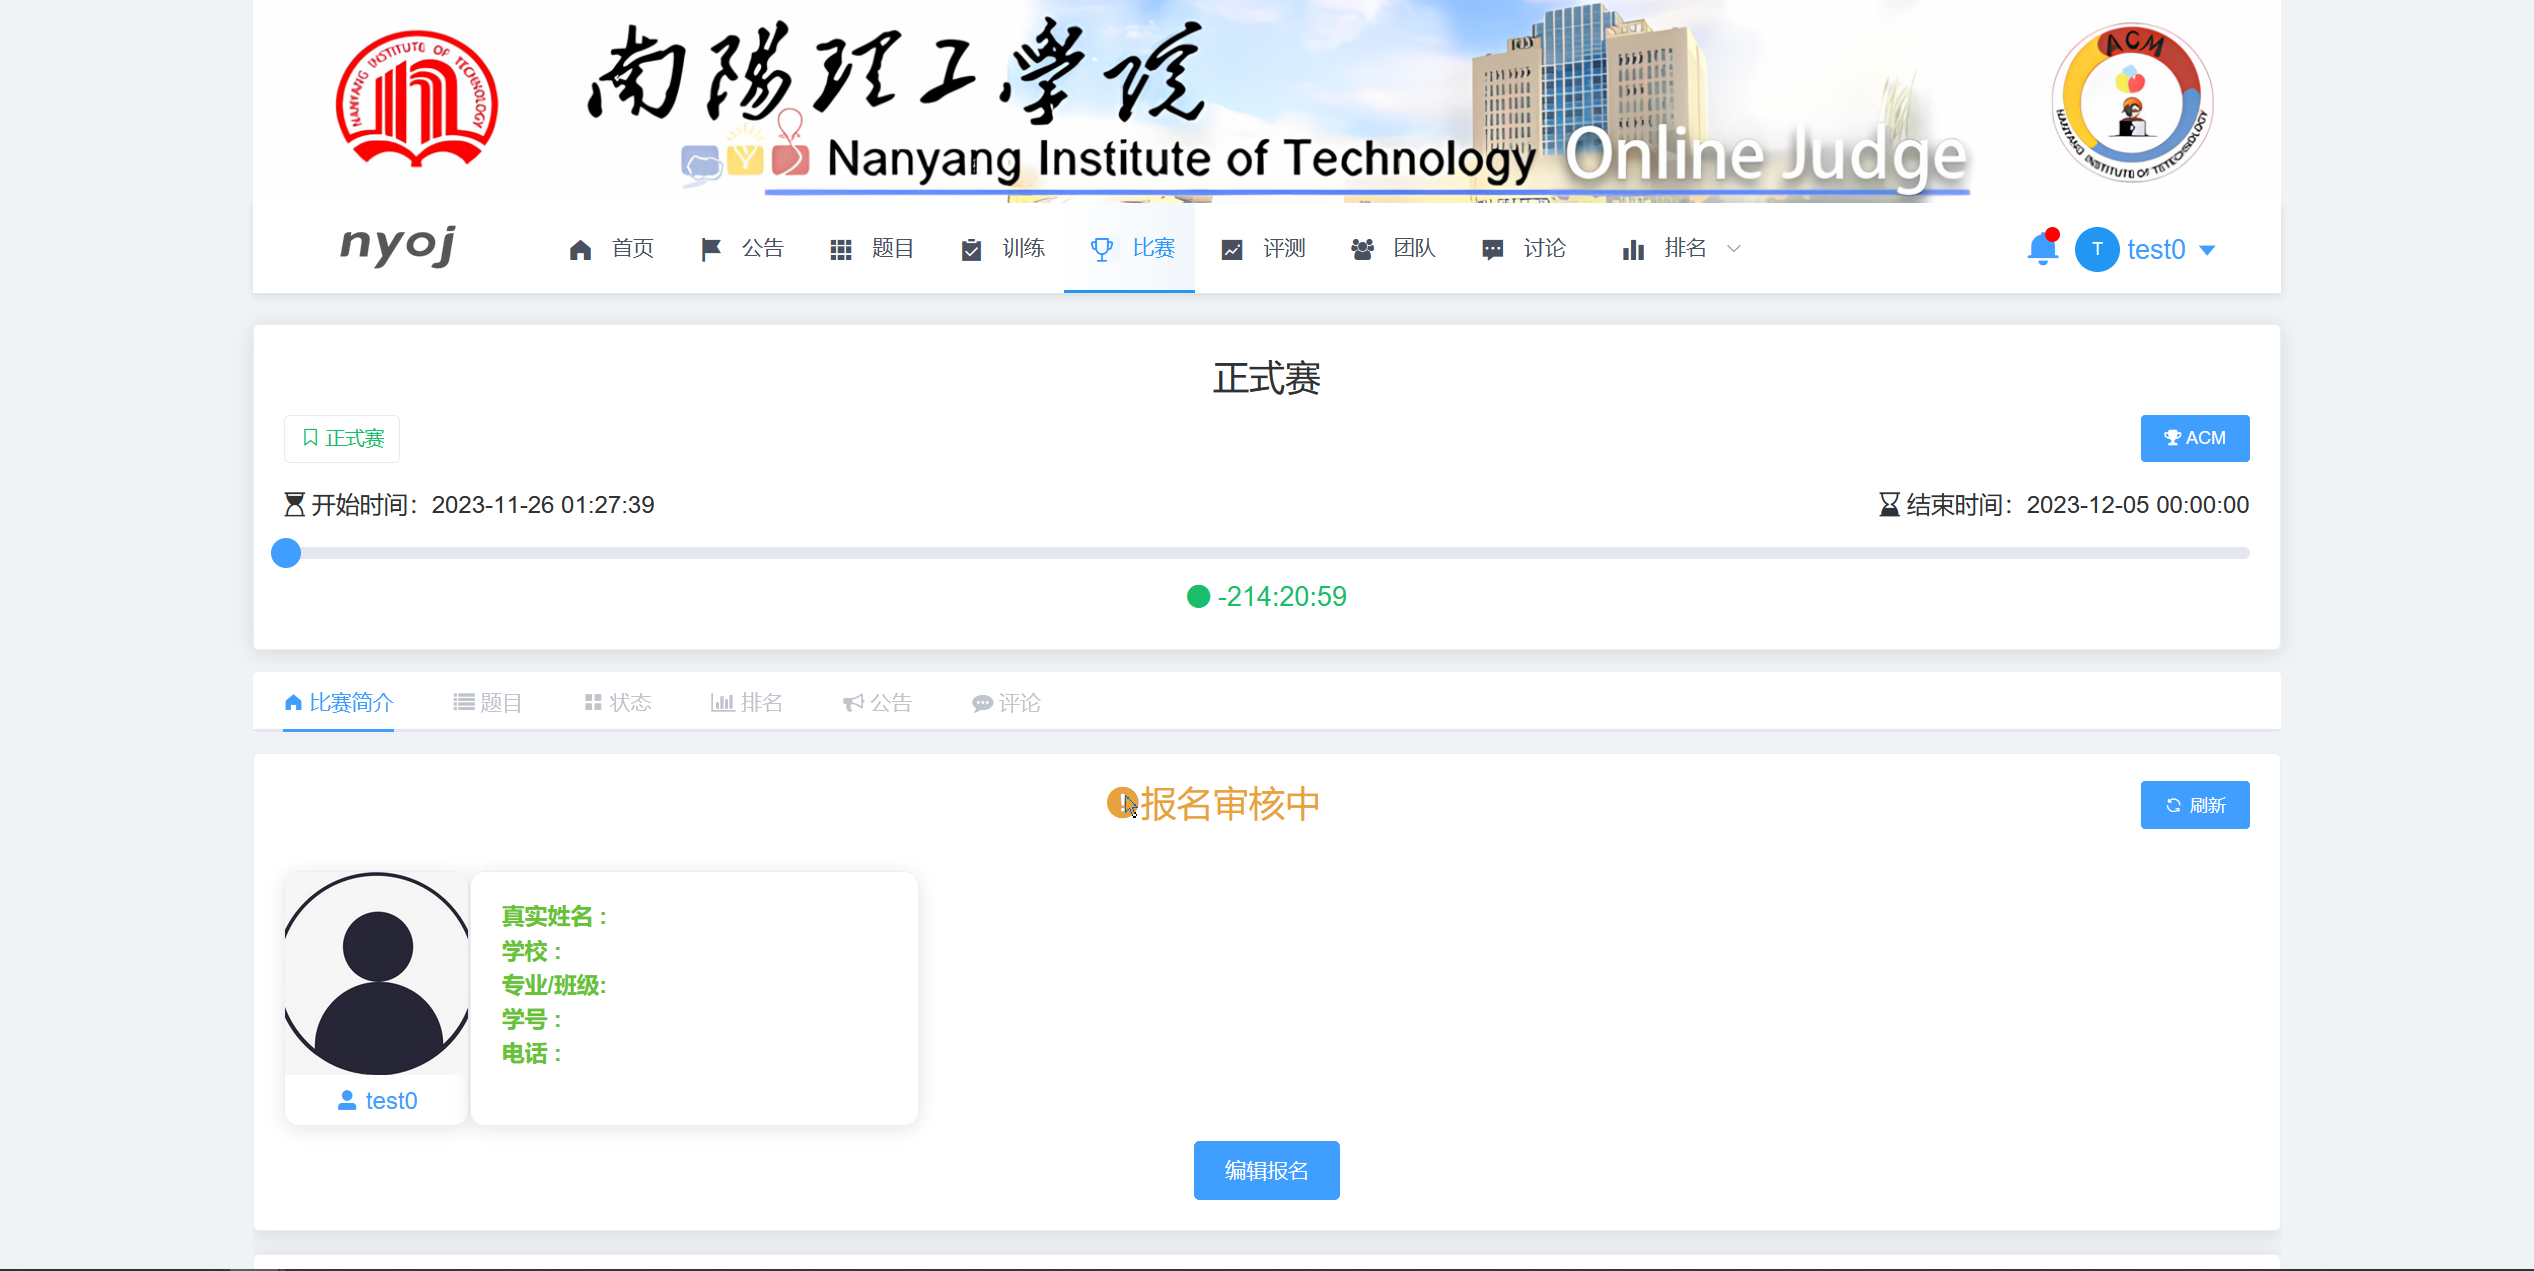 NANYANG INSTITUTE OF TECHNOLOGY
南陽理工學院
Nanyang Institute of Technology Online Judge
ACM
nyoj 首页 公告 题目 训练 比赛 评测 团队 讨论 排名 T test0
正式赛
正式赛 ACM
开始时间：2023-11-26 01:27:39 结束时间：2023-12-05 00:00:00
-214:20:59
比赛简介 题目 状态 排名 公告 评论
报名审核中 刷新
真实姓名 :
学校 :
专业/班级:
学号 :
电话 :
test0
编辑报名